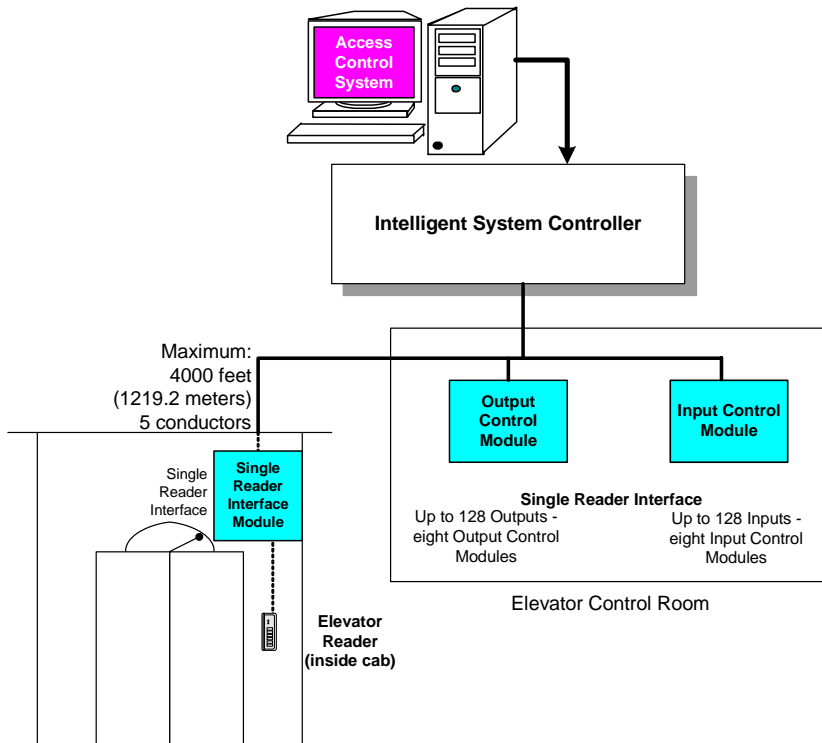 Access
Control
System
Intelligent System Controller
Maximum:
4000 feet
(1219.2 meters)
5 conductors
Output
Control
Module
Input Control
Module
Single
Reader
Interface
Single
Reader
Interface
Module
Single Reader Interface
Up to 128 Outputs -
eight Output Control
Modules
Up to 128 Inputs -
eight Input Control
Modules
Elevator Control Room
Elevator
Reader
(inside cab)